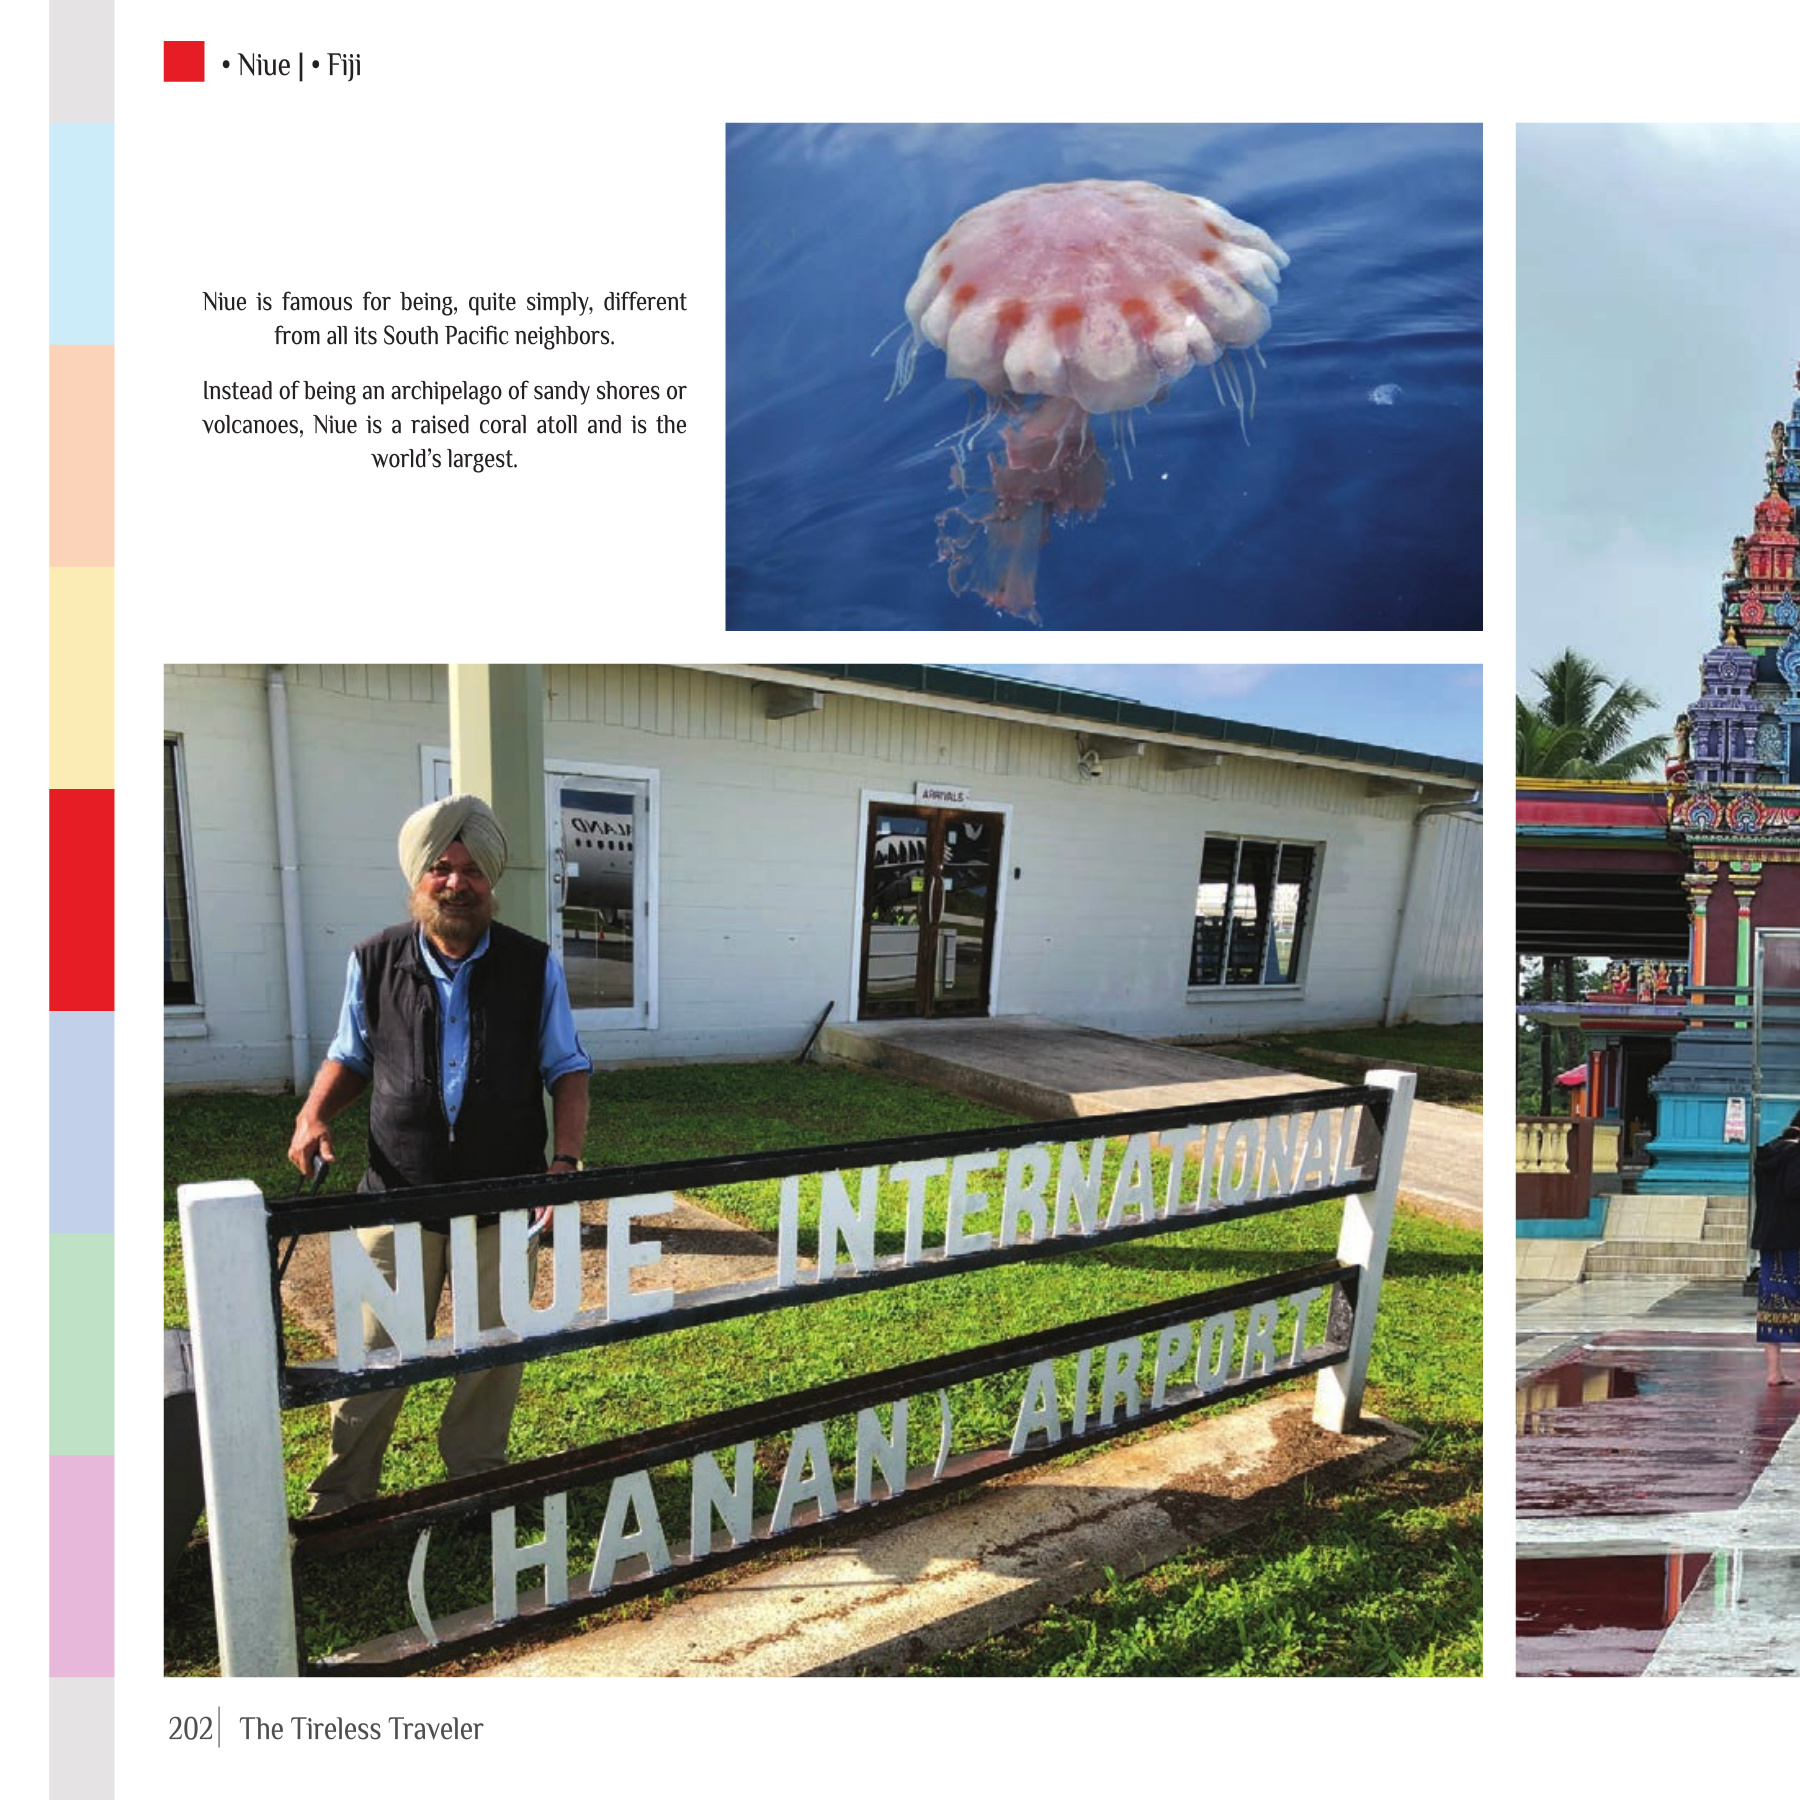 • Niue | • Fiji
Niue is famous for being, quite simply, different
from all its South Pacific neighbors.
Instead of being an archipelago of sandy shores or
volcanoes, Niue is a raised coral atoll and is the
world's largest.
ARRIVALS
ALAND
NIUE INTERNATIONAL
(HANAN) AIRPORT
202 | The Tireless Traveler